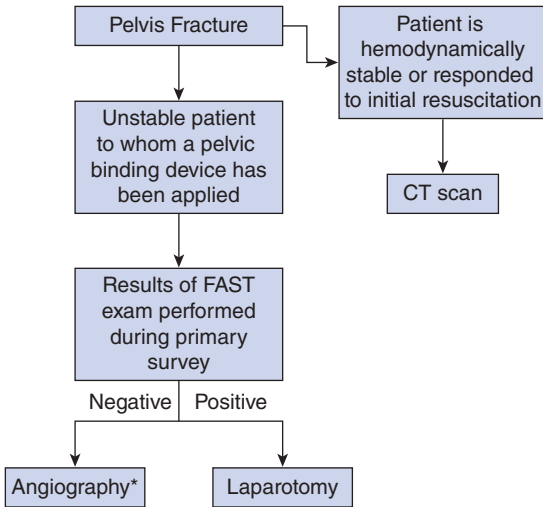 Pelvis Fracture
Patient is
hemodynamically
stable or responded
to initial resuscitation
Unstable patient
to whom a pelvic
binding device has
been applied
CT scan
Results of FAST
exam performed
during primary
survey
Negative Positive
Angiography*
Laparotomy